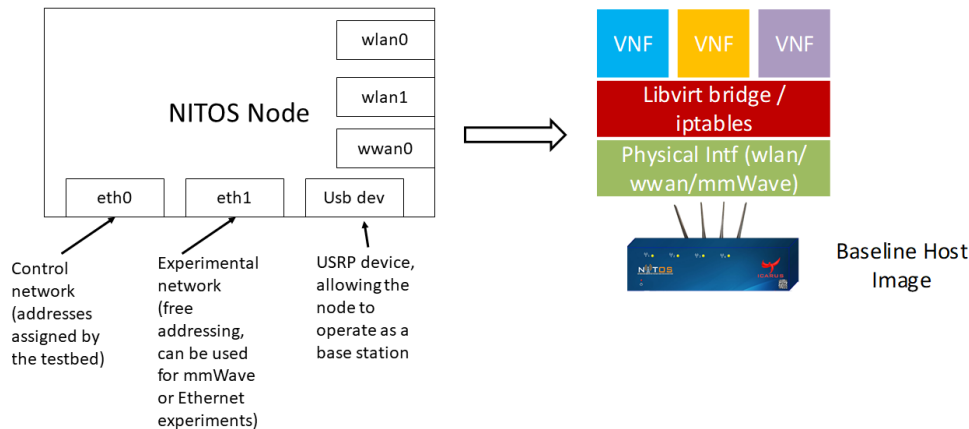 wlan0
wlan1
NITOS Node
wwan0
eth0
eth1
Usb dev
Control
network
(addresses
assigned by
the testbed)
Experimental
network
(free
addressing,
can be used
for mmWave
or Ethernet
experiments)
USRP device,
allowing the
node to
operate as a
base station
VNF
VNF
VNF
Libvirt bridge /
iptables
Physical Intf (wlan/
wwan/mmWave)
NITOS
ICARUS
Baseline Host
Image